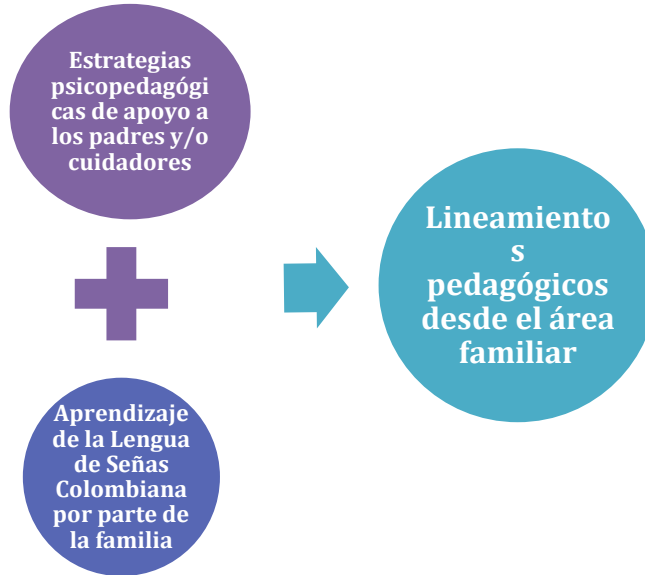 Estrategias
psicopedagógi
cas de apoyo a
los padres y/o
cuidadores
Aprendizaje
de la Lengua
de Señas
Colombiana
por parte de
la familia
Lineamiento
s
pedagógicos
desde el área
familiar